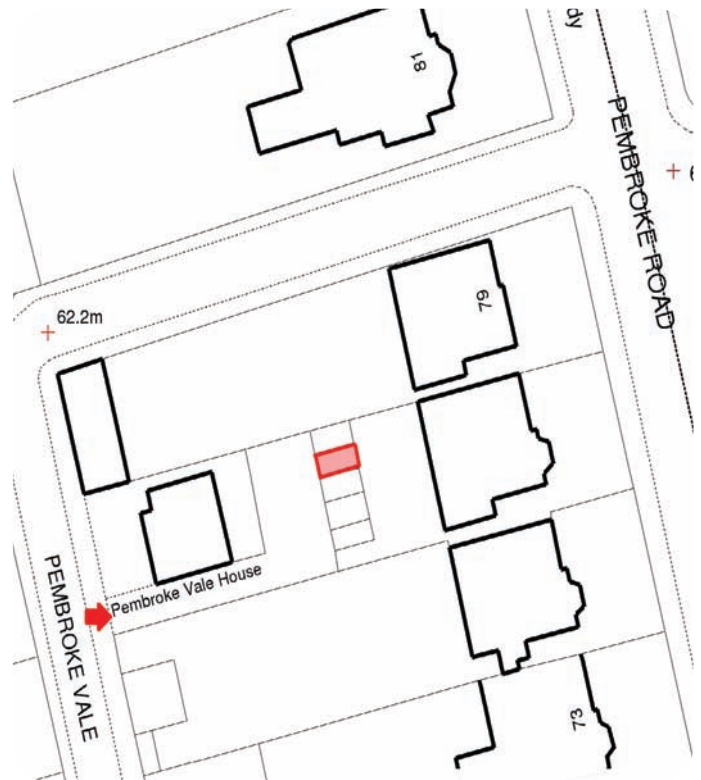 81
PEMBROKE ROAD
79
62.2m
PEMBROKE VALE
Pembroke Vale House
73